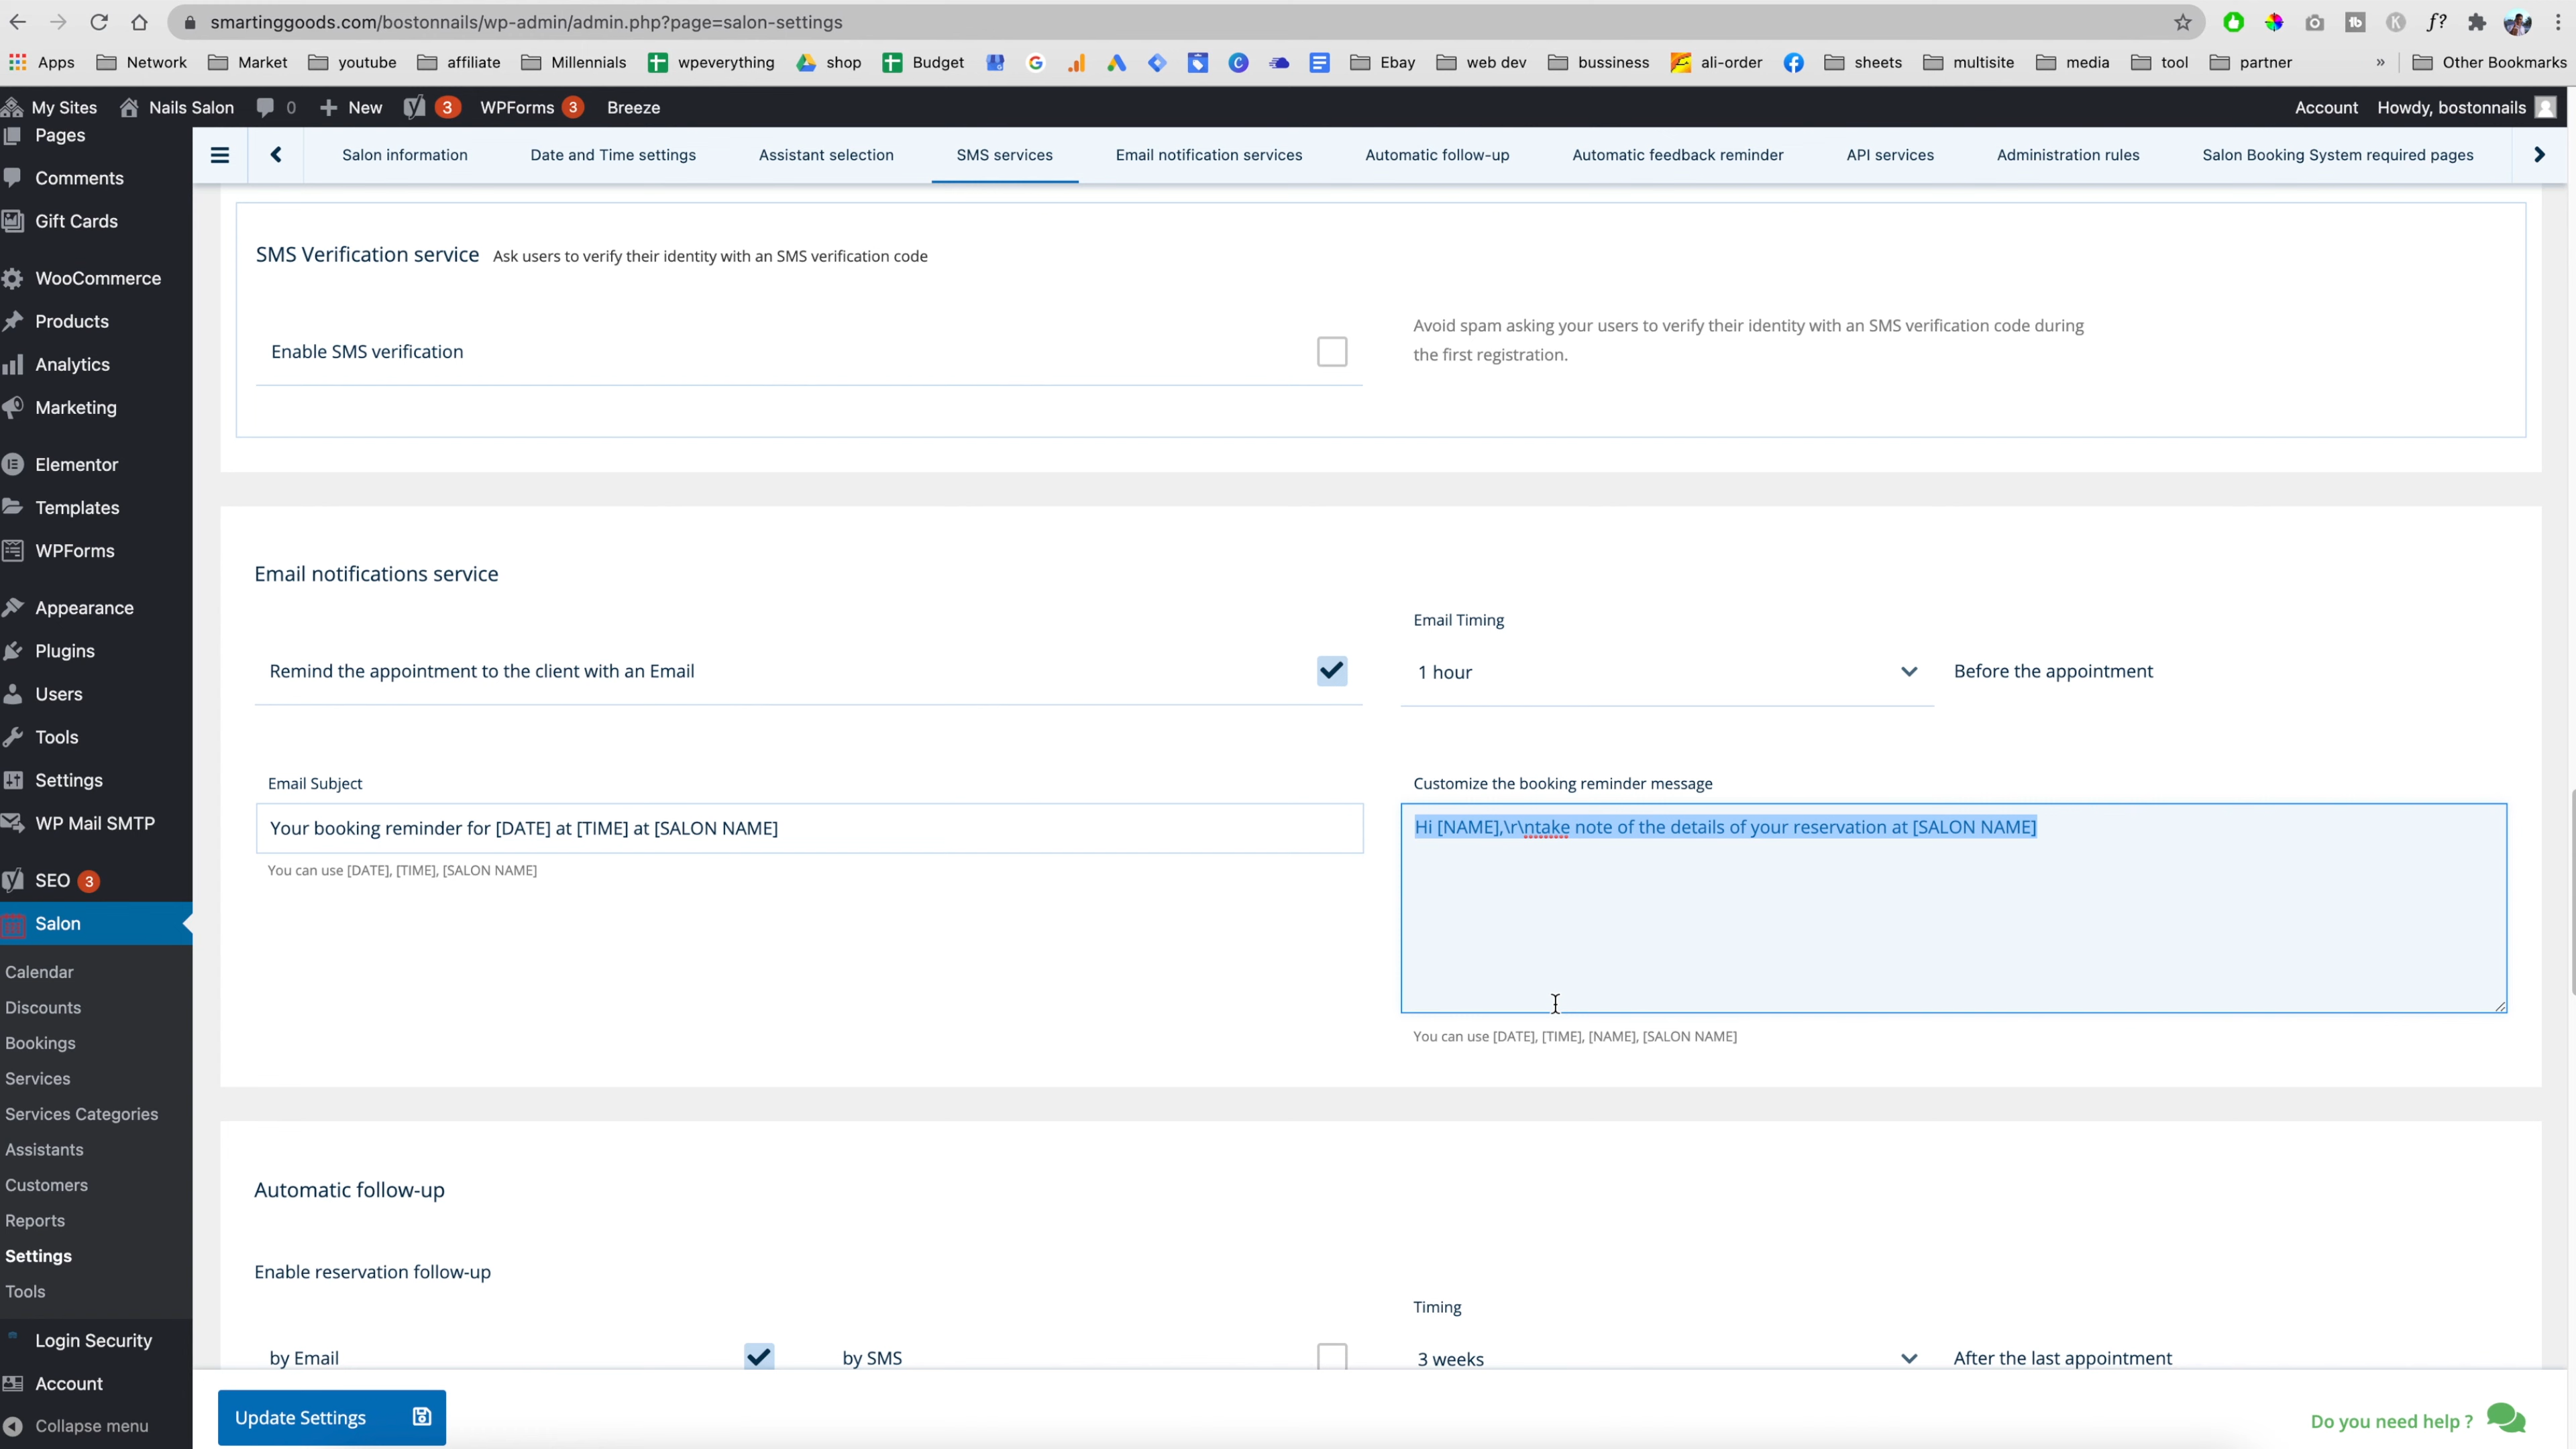 smartinggoods.com/bostonnails/wp-admin/admin.php?page=salon-settings
Apps Network Market youtube affiliate Millennials wpeverything shop Budget Ebay web dev bussiness ali-order sheets multisite media tool partner » Other Bookmarks
My Sites Nails Salon 0 + New 3 WPForms 3 Breeze Account Howdy, bostonnails
Salon information Date and Time settings Assistant selection SMS services Email notification services Automatic follow-up Automatic feedback reminder API services Administration rules Salon Booking System required pages
Pages
Comments
Gift Cards
WooCommerce
Products
Analytics
Marketing
Elementor
Templates
WPForms
Appearance
Plugins
Users
Tools
Settings
WP Mail SMTP
SEO 3
Salon
Calendar
Discounts
Bookings
Services
Services Categories
Assistants
Customers
Reports
Settings
Tools
Login Security
Account
Collapse menu
SMS Verification service Ask users to verify their identity with an SMS verification code
Enable SMS verification
Avoid spam asking your users to verify their identity with an SMS verification code during
the first registration.
Email notifications service
Email Timing
Remind the appointment to the client with an Email
1 hour
Before the appointment
Email Subject
Your booking reminder for [DATE] at [TIME] at [SALON NAME]
You can use [DATE], [TIME], [SALON NAME]
Customize the booking reminder message
Hi [NAME],\r\ntake note of the details of your reservation at [SALON NAME]
You can use [DATE], [TIME], [NAME], [SALON NAME]
Automatic follow-up
Enable reservation follow-up
Timing
by Email
by SMS
3 weeks
After the last appointment
Update Settings
Do you need help ?